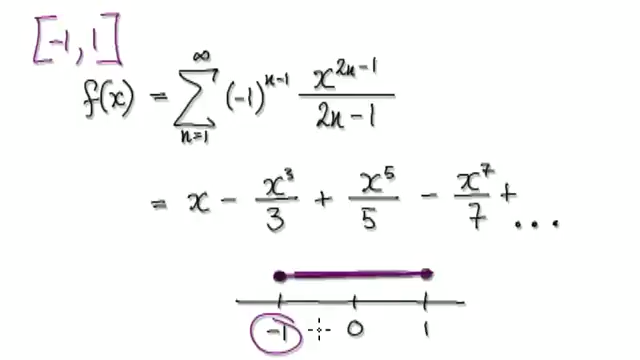 [-1, 1]
f(x) = ∞ ∑ n=1 (-1)^{n-1} x^{2n-1} / 2n-1
= x - x^3/3 + x^5/5 - x^7/7 + ...
-1 0 1